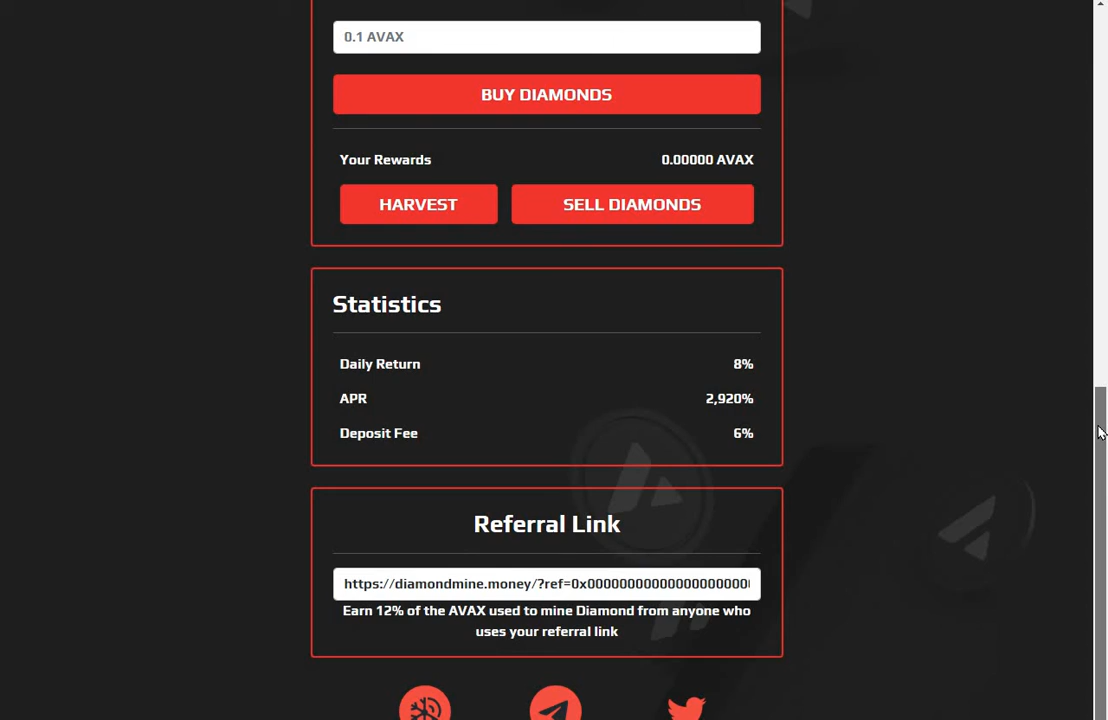 0.1 AVAX
BUY DIAMONDS
Your Rewards 0.00000 AVAX
HARVEST SELL DIAMONDS
Statistics
Daily Return 8%
APR 2,920%
Deposit Fee 6%
Referral Link
https://diamondmine.money/?ref=0x00000000000000000000
Earn 12% of the AVAX used to mine Diamond from anyone who
uses your referral link